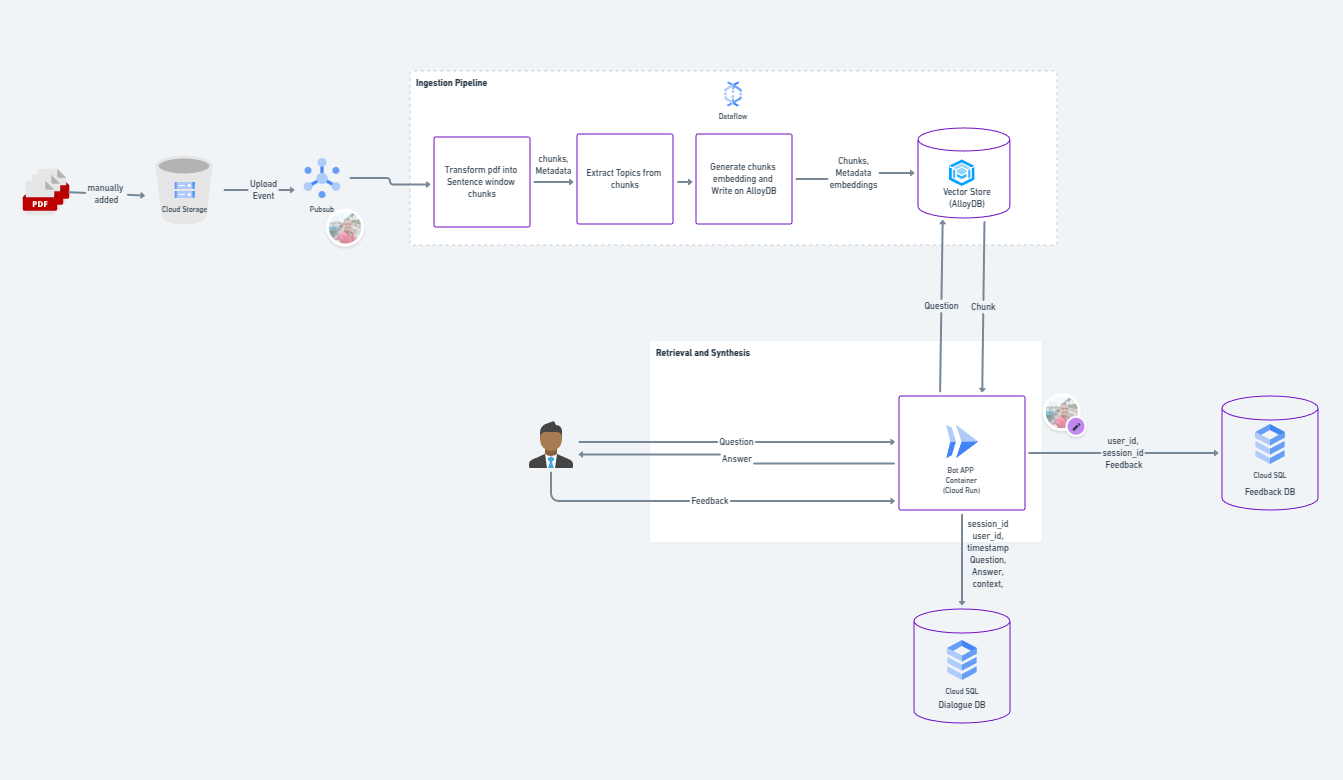 Ingestion Pipeline
Dataflow
PDF
manually
added
Cloud Storage
Upload
Event
Pubsub
Transform pdf into
Sentence window
chunks
chunks,
Metadata
Extract Topics from
chunks
Generate chunks
embedding and
Write on AlloyDB
Chunks,
Metadata
embeddings
Vector Store
(AlloyDB)
Question
Chunk
Retrieval and Synthesis
Question
Answer
Feedback
Bot APP
Container
(Cloud Run)
user_id,
session_id
Feedback
Cloud SQL
Feedback DB
session_id
user_id,
timestamp
Question,
Answer,
context,
Cloud SQL
Dialogue DB